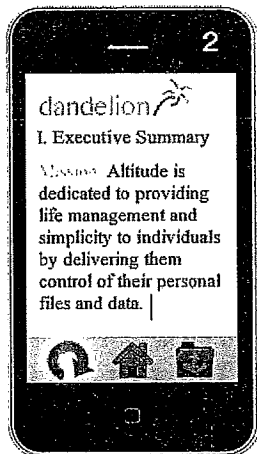 2
dandelion
I. Executive Summary
Mission Altitude is
dedicated to providing
life management and
simplicity to individuals
by delivering them
control of their personal
files and data.